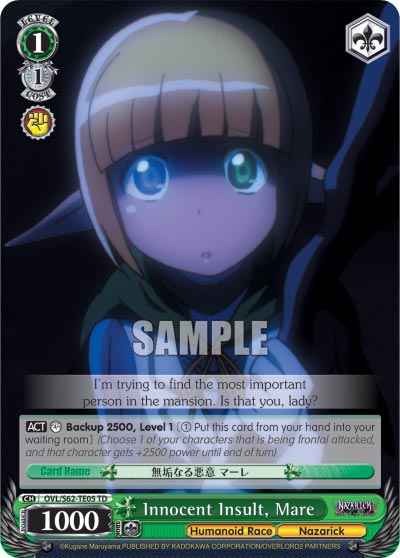 LEVEL
1
1
COST
SAMPLE
I'm trying to find the most important
person in the mansion. Is that you, lady?
ACT Backup 2500, Level 1 [① Put this card from your hand into your
waiting room] (Choose 1 of your characters that is being frontal attacked,
and that character gets +2500 power until end of turn)
Card Name 無垢なる悪意 マーレ
CH OVL/S62-TE05 TD
POWER 1000 Innocent Insult, Mare
NAZARICK
Humanoid Race Nazarick
©Kugane Maruyama,PUBLISHED BY KADOKAWA CORPORATION/OVERLORD2 PARTNERS